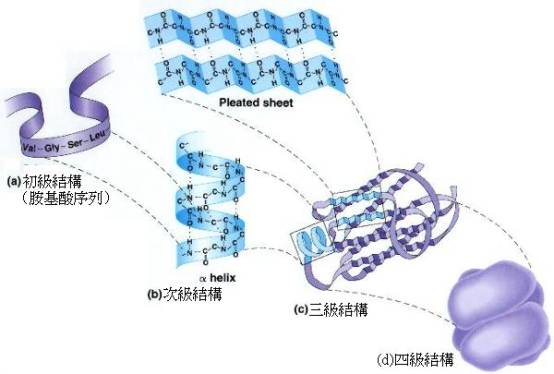 Pleated sheet
Val-Gly-Ser-Leu
(a)初級結構
(胺基酸序列)
α helix
(b)次級結構
(c)三級結構
(d)四級結構